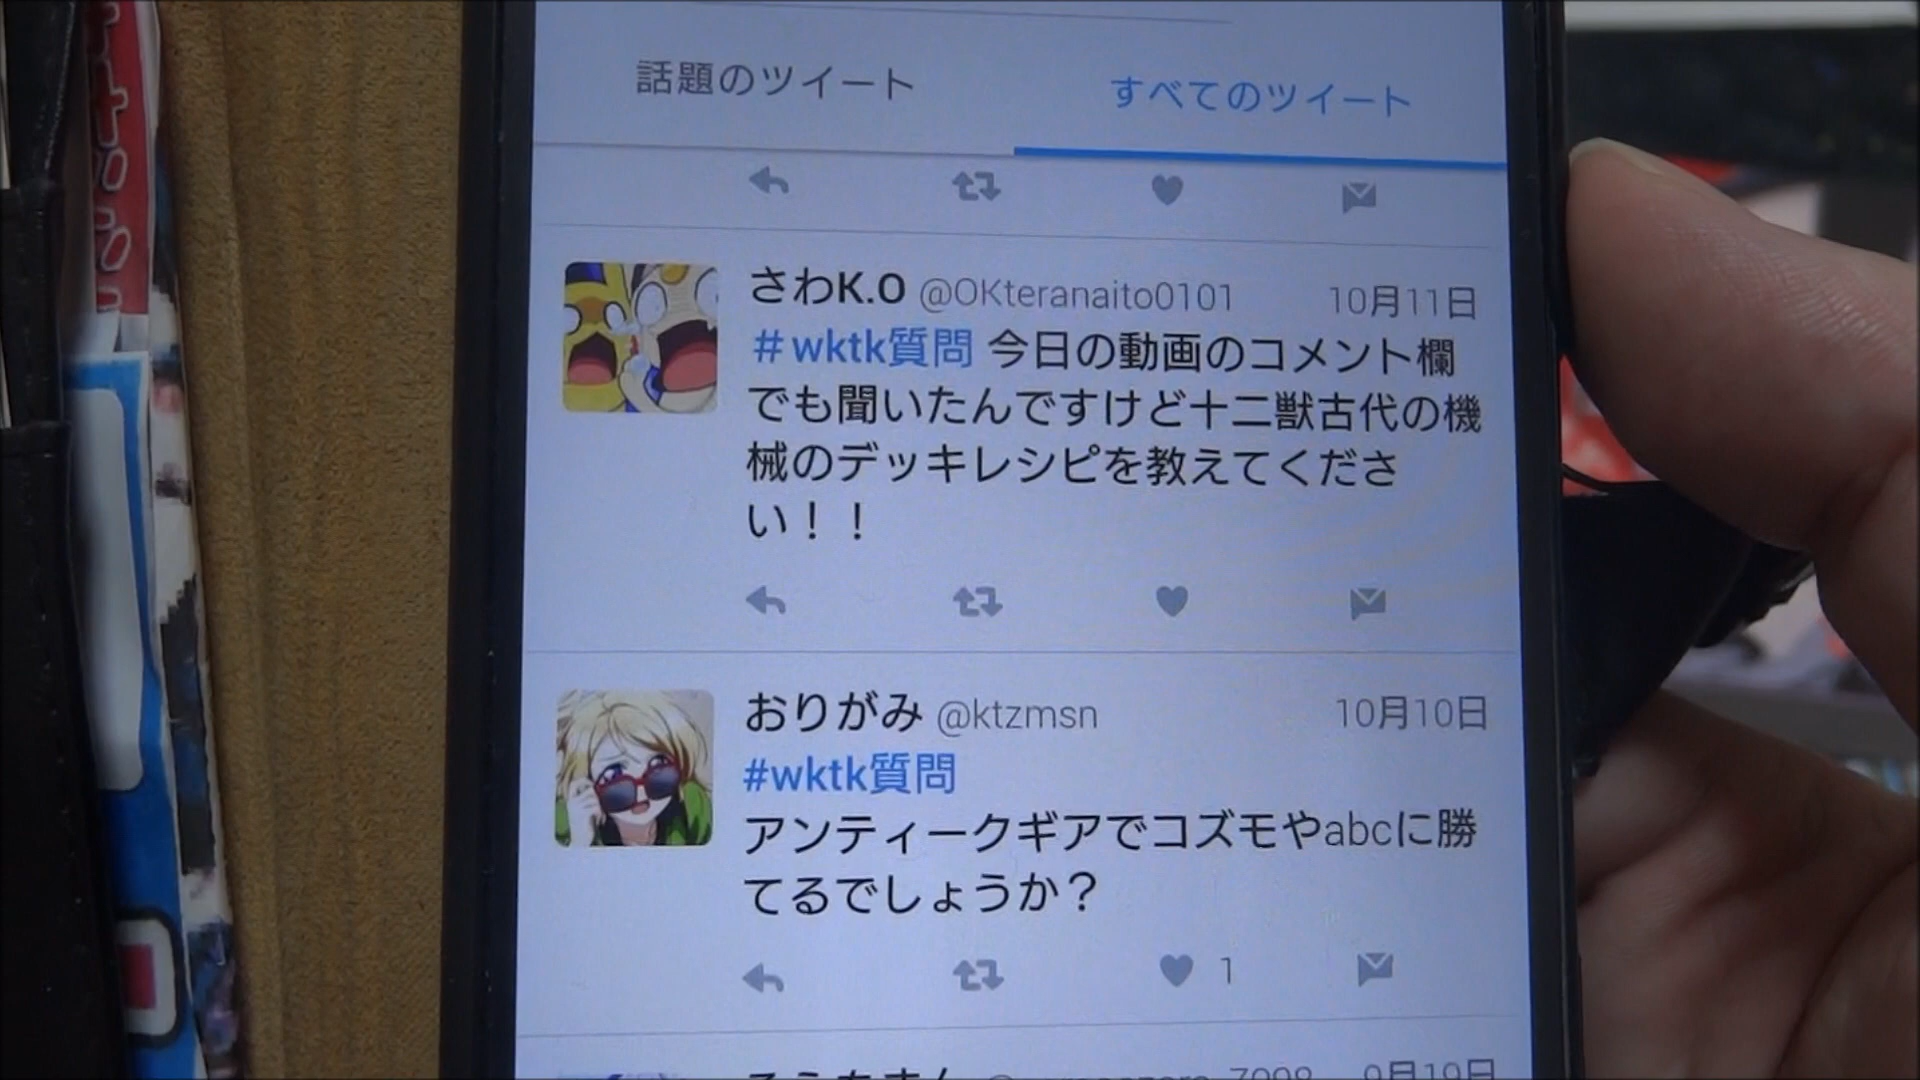 話題のツイート
すべてのツイート
さわK.O @OKteranaito0101 10月11日
#wktk質問 今日の動画のコメント欄
でも聞いたんですけど十二獣古代の機
械のデッキレシピを教えてくださ
い！！
おりがみ @ktzmsn 10月10日
#wktk質問
アンティークギアでコズモやabcに勝
てるでしょうか？
1
9月19日